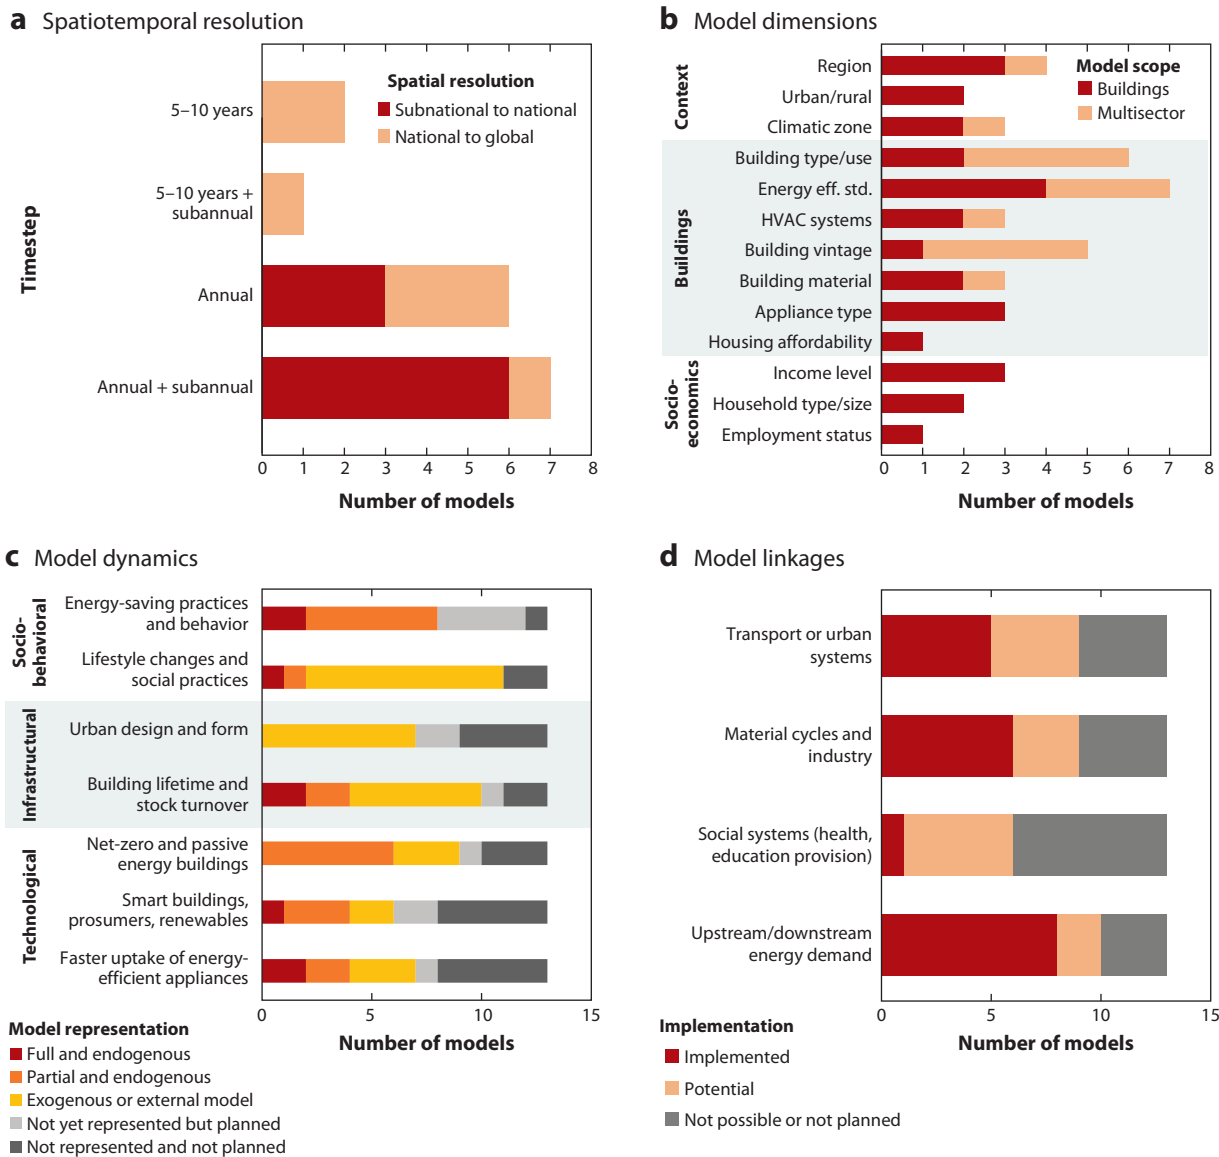 a Spatiotemporal resolution
Timestep
5–10 years
5–10 years +
subannual
Annual
Annual + subannual
Spatial resolution
Subnational to national
National to global
0 1 2 3 4 5 6 7 8
Number of models
b Model dimensions
Context
Region
Urban/rural
Climatic zone
Buildings
Building type/use
Energy eff. std.
HVAC systems
Building vintage
Building material
Appliance type
Housing affordability
Socio-
economics
Income level
Household type/size
Employment status
Model scope
Buildings
Multisector
0 1 2 3 4 5 6 7 8
Number of models
c Model dynamics
Socio-
behavioral
Energy-saving practices
and behavior
Lifestyle changes and
social practices
Infrastructural
Urban design and form
Building lifetime and
stock turnover
Technological
Net-zero and passive
energy buildings
Smart buildings,
prosumers, renewables
Faster uptake of energy-
efficient appliances
0 5 10 15
Number of models
Model representation
Full and endogenous
Partial and endogenous
Exogenous or external model
Not yet represented but planned
Not represented and not planned
d Model linkages
Transport or urban
systems
Material cycles and
industry
Social systems (health,
education provision)
Upstream/downstream
energy demand
0 5 10 15
Number of models
Implementation
Implemented
Potential
Not possible or not planned